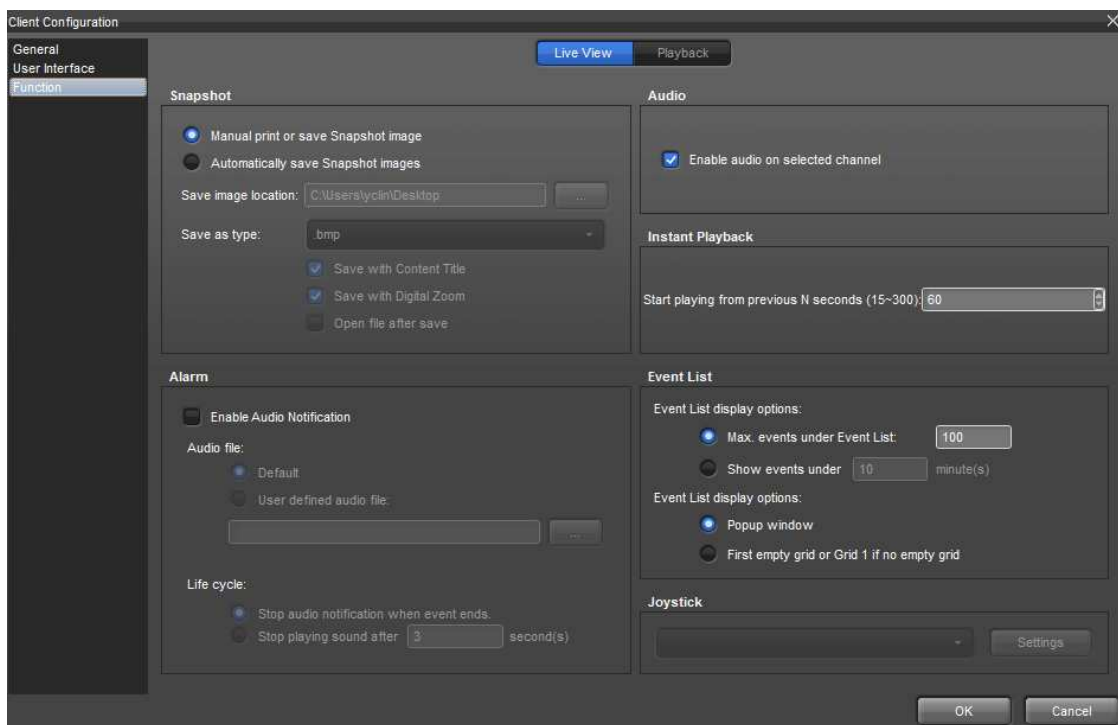 Client Configuration
General
User Interface
Function
Live View
Playback
Snapshot
Manual print or save Snapshot image
Automatically save Snapshot images
Save image location: C:\Users\yclin\Desktop ...
Save as type: .bmp
Save with Content Title
Save with Digital Zoom
Open file after save
Audio
Enable audio on selected channel
Instant Playback
Start playing from previous N seconds (15~300): 60
Alarm
Enable Audio Notification
Audio file:
Default
User defined audio file:
...
Life cycle:
Stop audio notification when event ends.
Stop playing sound after 3 second(s)
Event List
Event List display options:
Max. events under Event List: 100
Show events under 10 minute(s)
Event List display options:
Popup window
First empty grid or Grid 1 if no empty grid
Joystick
Settings
OK
Cancel